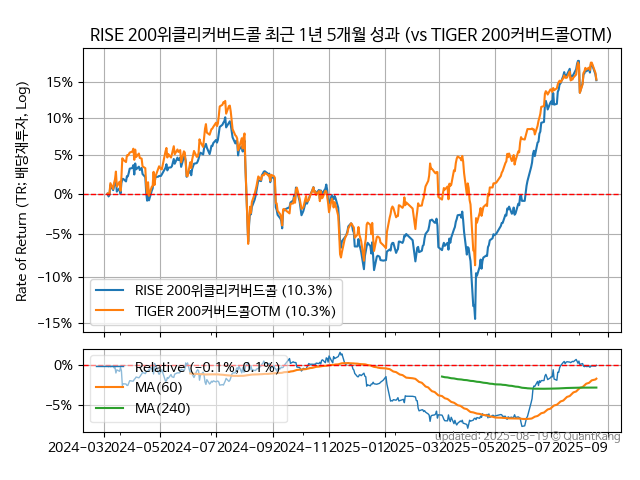 RISE 200위클리커버드콜 최근 1년 5개월 성과 (vs TIGER 200커버드콜OTM)
Rate of Return (TR: 배당재투자, Log)
15%
10%
5%
0%
−5%
−10%
−15%
RISE 200위클리커버드콜 (10.3%)
TIGER 200커버드콜OTM (10.3%)
0%
−5%
Relative (−0.1%, 0.1%)
MA(60)
MA(240)
Updated: 2025-08-19 © QuantKang
2024−03 2024−05 2024−07 2024−09 2024−11 2025−01 2025−03 2025−05 2025−07 2025−09